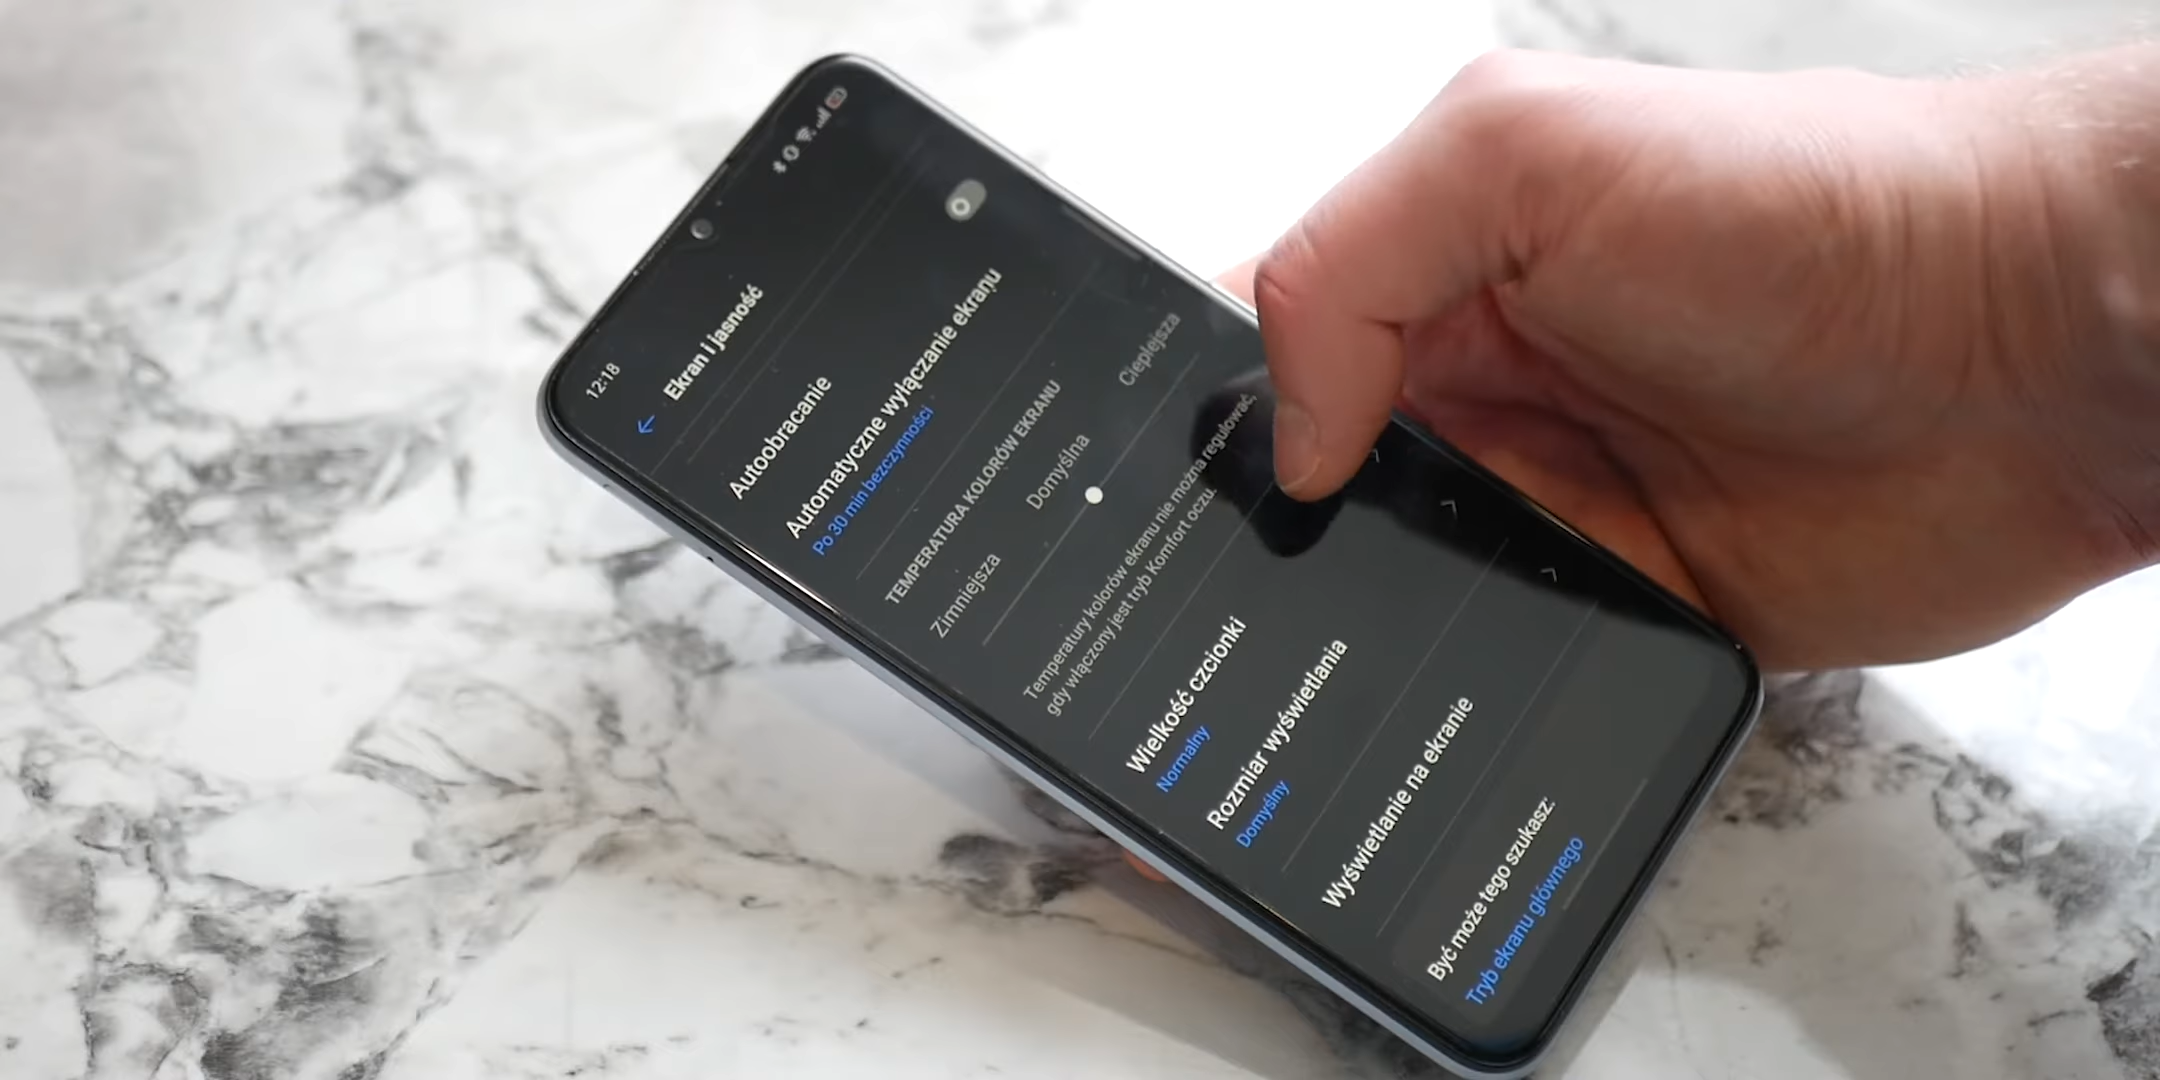 12:18
Ekran i jasność
Autoobracanie
Automatyczne wyłączanie ekranu
Po 30 min bezczynności
TEMPERATURA KOLORÓW EKRANU
Zimniejsza Domyślna Cieplejsza
Temperatury kolorów ekranu nie można regulować,
gdy włączony jest tryb Komfort oczu.
Wielkość czcionki
Normalny
Rozmiar wyświetlania
Domyślny
Wyświetlanie na ekranie
Być może tego szukasz:
Tryb ekranu głównego